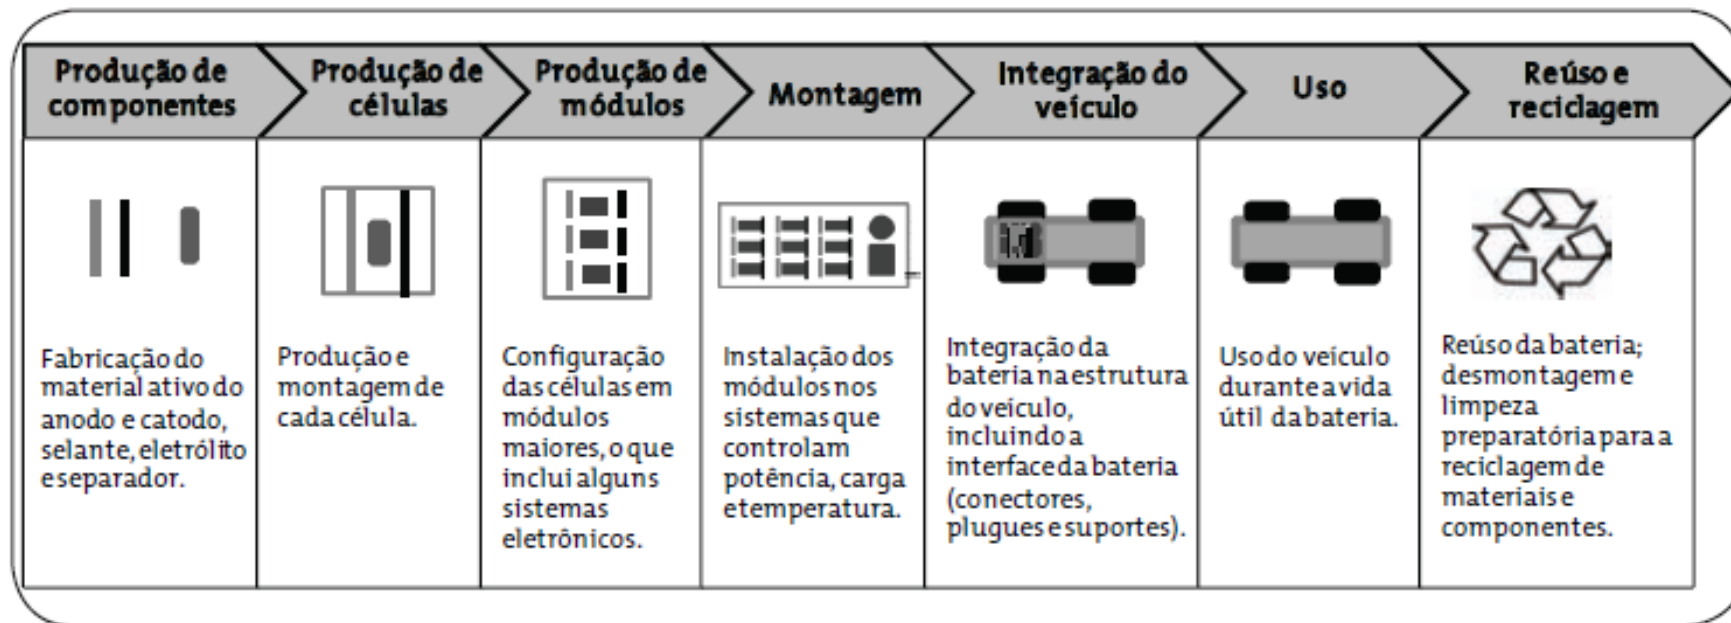 Produção de
componentes
Produção de
células
Produção de
módulos
Montagem
Integração do
veículo
Uso
Reúso e
reciclagem
Fabricação do
material ativo do
anodo e catodo,
selante, eletrólito
e separador.
Produção e
montagem de
cada célula.
Configuração
das células em
módulos
maiores, o que
inclui alguns
sistemas
eletrônicos.
Instalação dos
módulos nos
sistemas que
controlam
potência, carga
e temperatura.
Integração da
bateria na estrutura
do veículo,
incluindo a
interface da bateria
(conectores,
plugues e suportes).
Uso do veículo
durante a vida
útil da bateria.
Reúso da bateria;
desmontagem e
limpeza
preparatória para a
reciclagem de
materiais e
componentes.